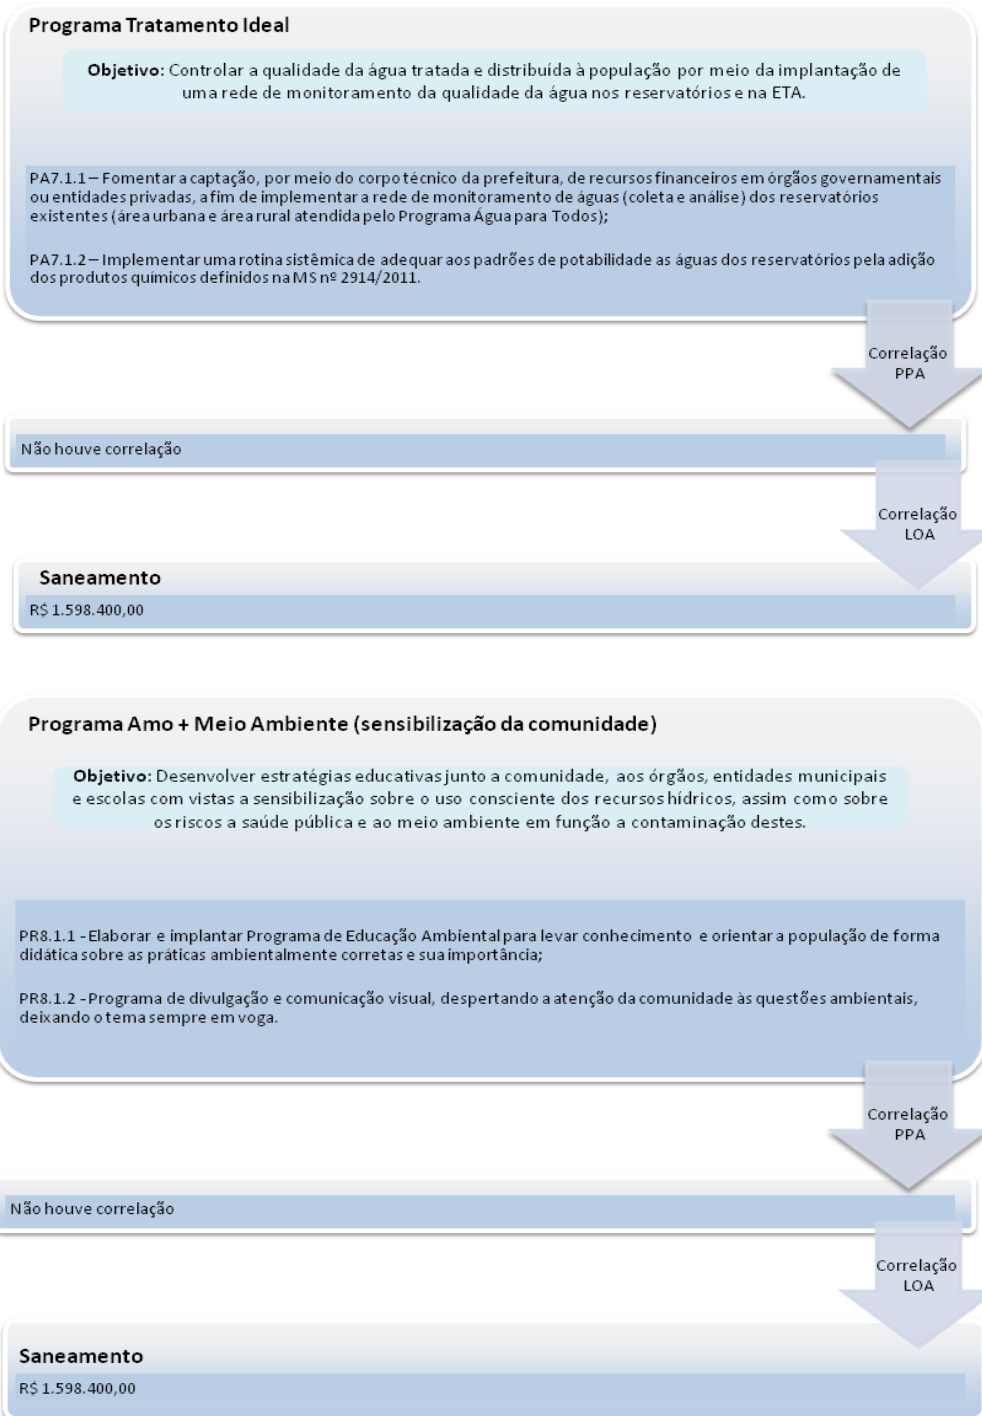 Programa Tratamento Ideal
Objetivo: Controlar a qualidade da água tratada e distribuída à população por meio da implantação de
uma rede de monitoramento da qualidade da água nos reservatórios e na ETA.
PA7.1.1 – Fomentar a captação, por meio do corpo técnico da prefeitura, de recursos financeiros em órgãos governamentais
ou entidades privadas, a fim de implementar a rede de monitoramento de águas (coleta e análise) dos reservatórios
existentes (área urbana e área rural atendida pelo Programa Água para Todos);
PA7.1.2 – Implementar uma rotina sistêmica de adequar aos padrões de potabilidade as águas dos reservatórios pela adição
dos produtos químicos definidos na MS nº 2914/2011.
Correlação
PPA
Não houve correlação
Correlação
LOA
Saneamento
R$ 1.598.400,00
Programa Amo + Meio Ambiente (sensibilização da comunidade)
Objetivo: Desenvolver estratégias educativas junto a comunidade, aos órgãos, entidades municipais
e escolas com vistas a sensibilização sobre o uso consciente dos recursos hídricos, assim como sobre
os riscos a saúde pública e ao meio ambiente em função a contaminação destes.
PR8.1.1 - Elaborar e implantar Programa de Educação Ambiental para levar conhecimento e orientar a população de forma
didática sobre as práticas ambientalmente corretas e sua importância;
PR8.1.2 - Programa de divulgação e comunicação visual, despertando a atenção da comunidade às questões ambientais,
deixando o tema sempre em voga.
Correlação
PPA
Não houve correlação
Correlação
LOA
Saneamento
R$ 1.598.400,00